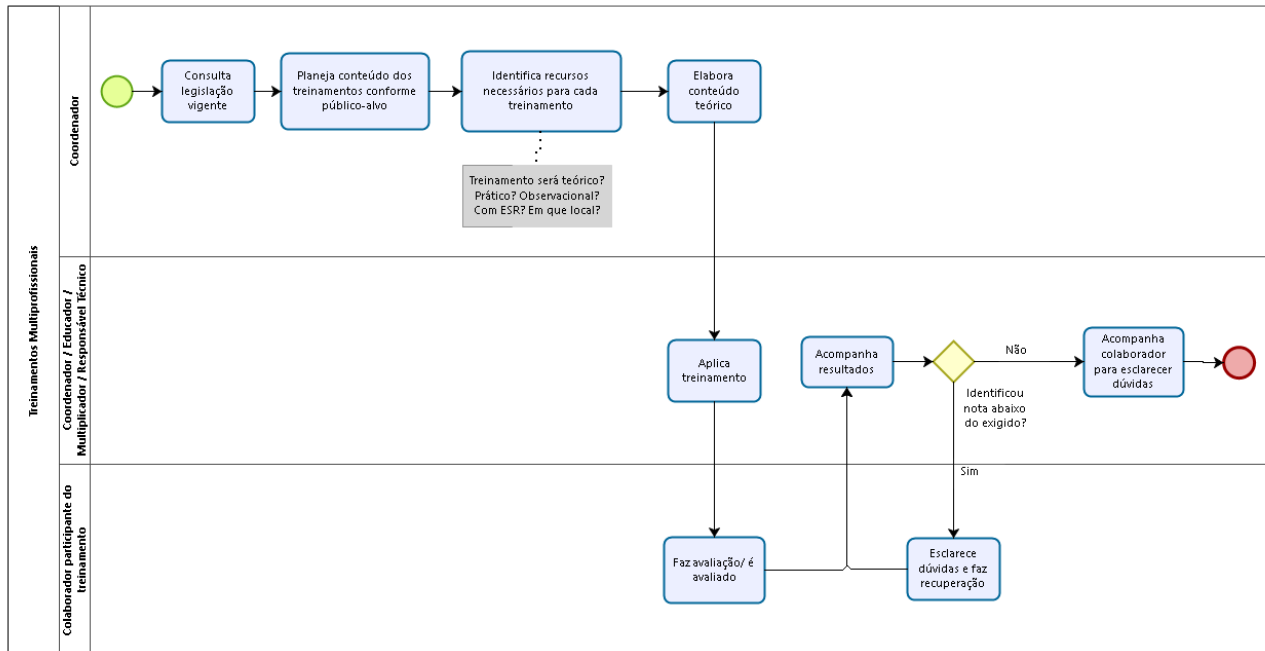 Treinamentos Multiprofissionais
Coordenador
Consulta
legislação
vigente
Planeja conteúdo dos
treinamentos conforme
público-alvo
Identifica recursos
necessários para cada
treinamento
Elabora
conteúdo
teórico
Treinamento será teórico?
Prático? Observacional?
Com ESR? Em que local?
Coordenador / Educador /
Multiplicador / Responsável Técnico
Aplica
treinamento
Acompanha
resultados
Identificou
nota abaixo
do exigido?
Não
Acompanha
colaborador
para esclarecer
dúvidas
Sim
Colaborador participante do
treinamento
Faz avaliação/ é
avaliado
Esclarece
dúvidas e faz
recuperação